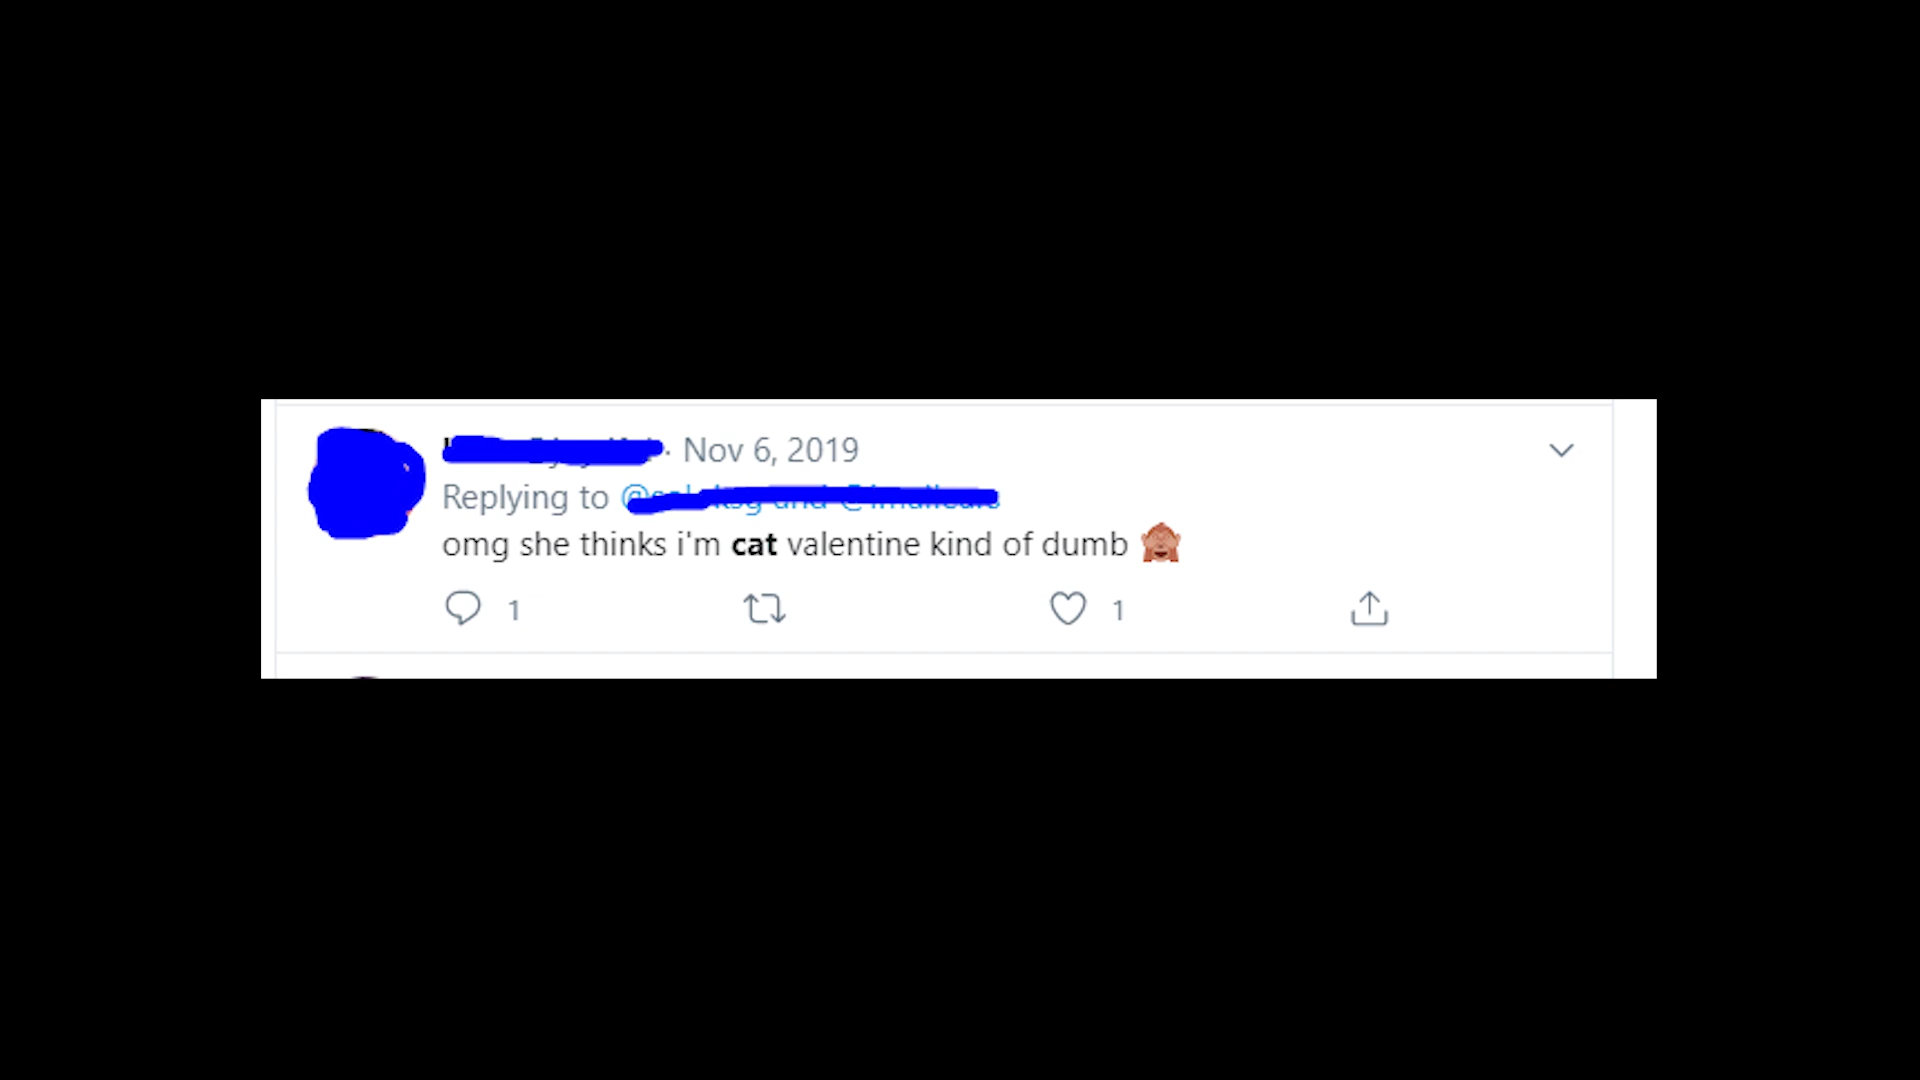 · Nov 6, 2019
Replying to
omg she thinks i'm cat valentine kind of dumb 🙈
1 1